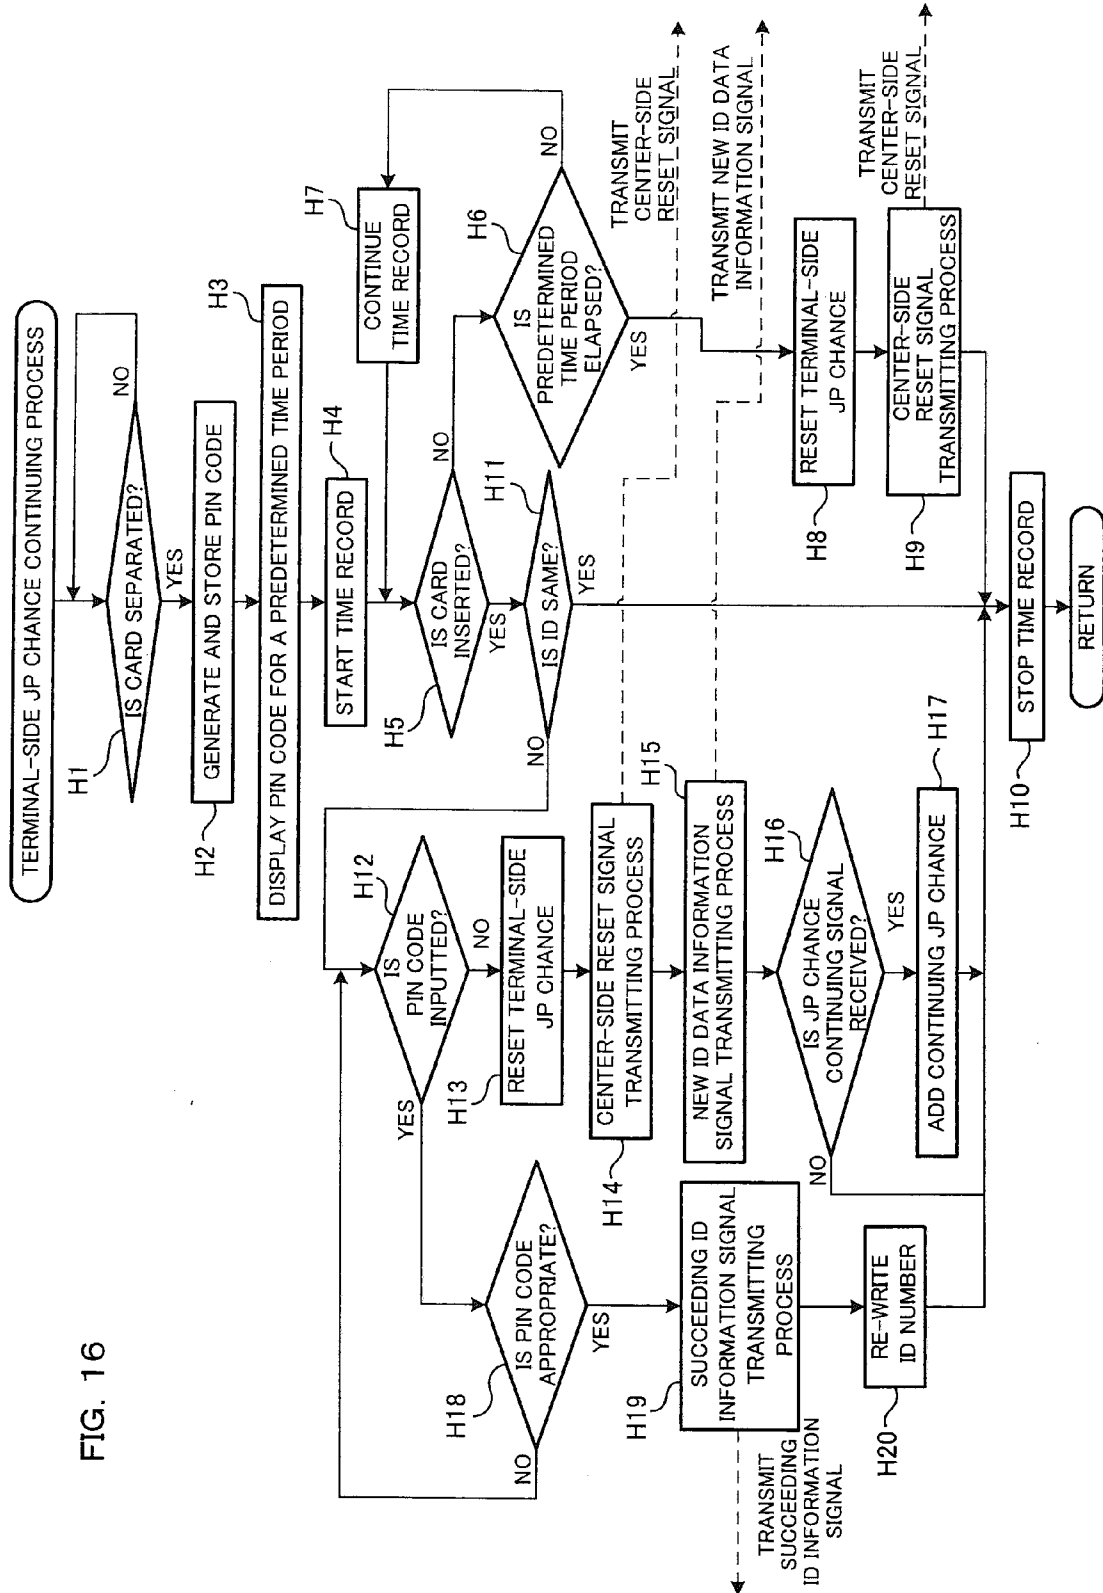 FIG. 16
TERMINAL-SIDE JP CHANCE CONTINUING PROCESS
H1
IS CARD SEPARATED?
NO
YES
H2
GENERATE AND STORE PIN CODE
H3
DISPLAY PIN CODE FOR A PREDETERMINED TIME PERIOD
H4
START TIME RECORD
H5
IS CARD
INSERTED?
NO
YES
H6
IS
PREDETERMINED
TIME PERIOD
ELAPSED?
NO
YES
H7
CONTINUE
TIME RECORD
H8
RESET TERMINAL-SIDE
JP CHANCE
H9
CENTER-SIDE
RESET SIGNAL
TRANSMITTING PROCESS
TRANSMIT
CENTER-SIDE
RESET SIGNAL
H11
IS ID SAME?
NO
YES
H12
IS
PIN CODE
INPUTTED?
YES
NO
H13
RESET TERMINAL-SIDE
JP CHANCE
H14
CENTER-SIDE RESET SIGNAL
TRANSMITTING PROCESS
TRANSMIT
CENTER-SIDE
RESET SIGNAL
H15
NEW ID DATA INFORMATION
SIGNAL TRANSMITTING PROCESS
TRANSMIT NEW ID DATA
INFORMATION SIGNAL
H16
IS JP CHANCE
CONTINUING SIGNAL
RECEIVED?
NO
YES
H17
ADD CONTINUING JP CHANCE
H18
IS PIN CODE
APPROPRIATE?
NO
YES
H19
SUCCEEDING ID
INFORMATION SIGNAL
TRANSMITTING
PROCESS
TRANSMIT
SUCCEEDING
ID INFORMATION
SIGNAL
H20
RE-WRITE
ID NUMBER
H10
STOP TIME RECORD
RETURN